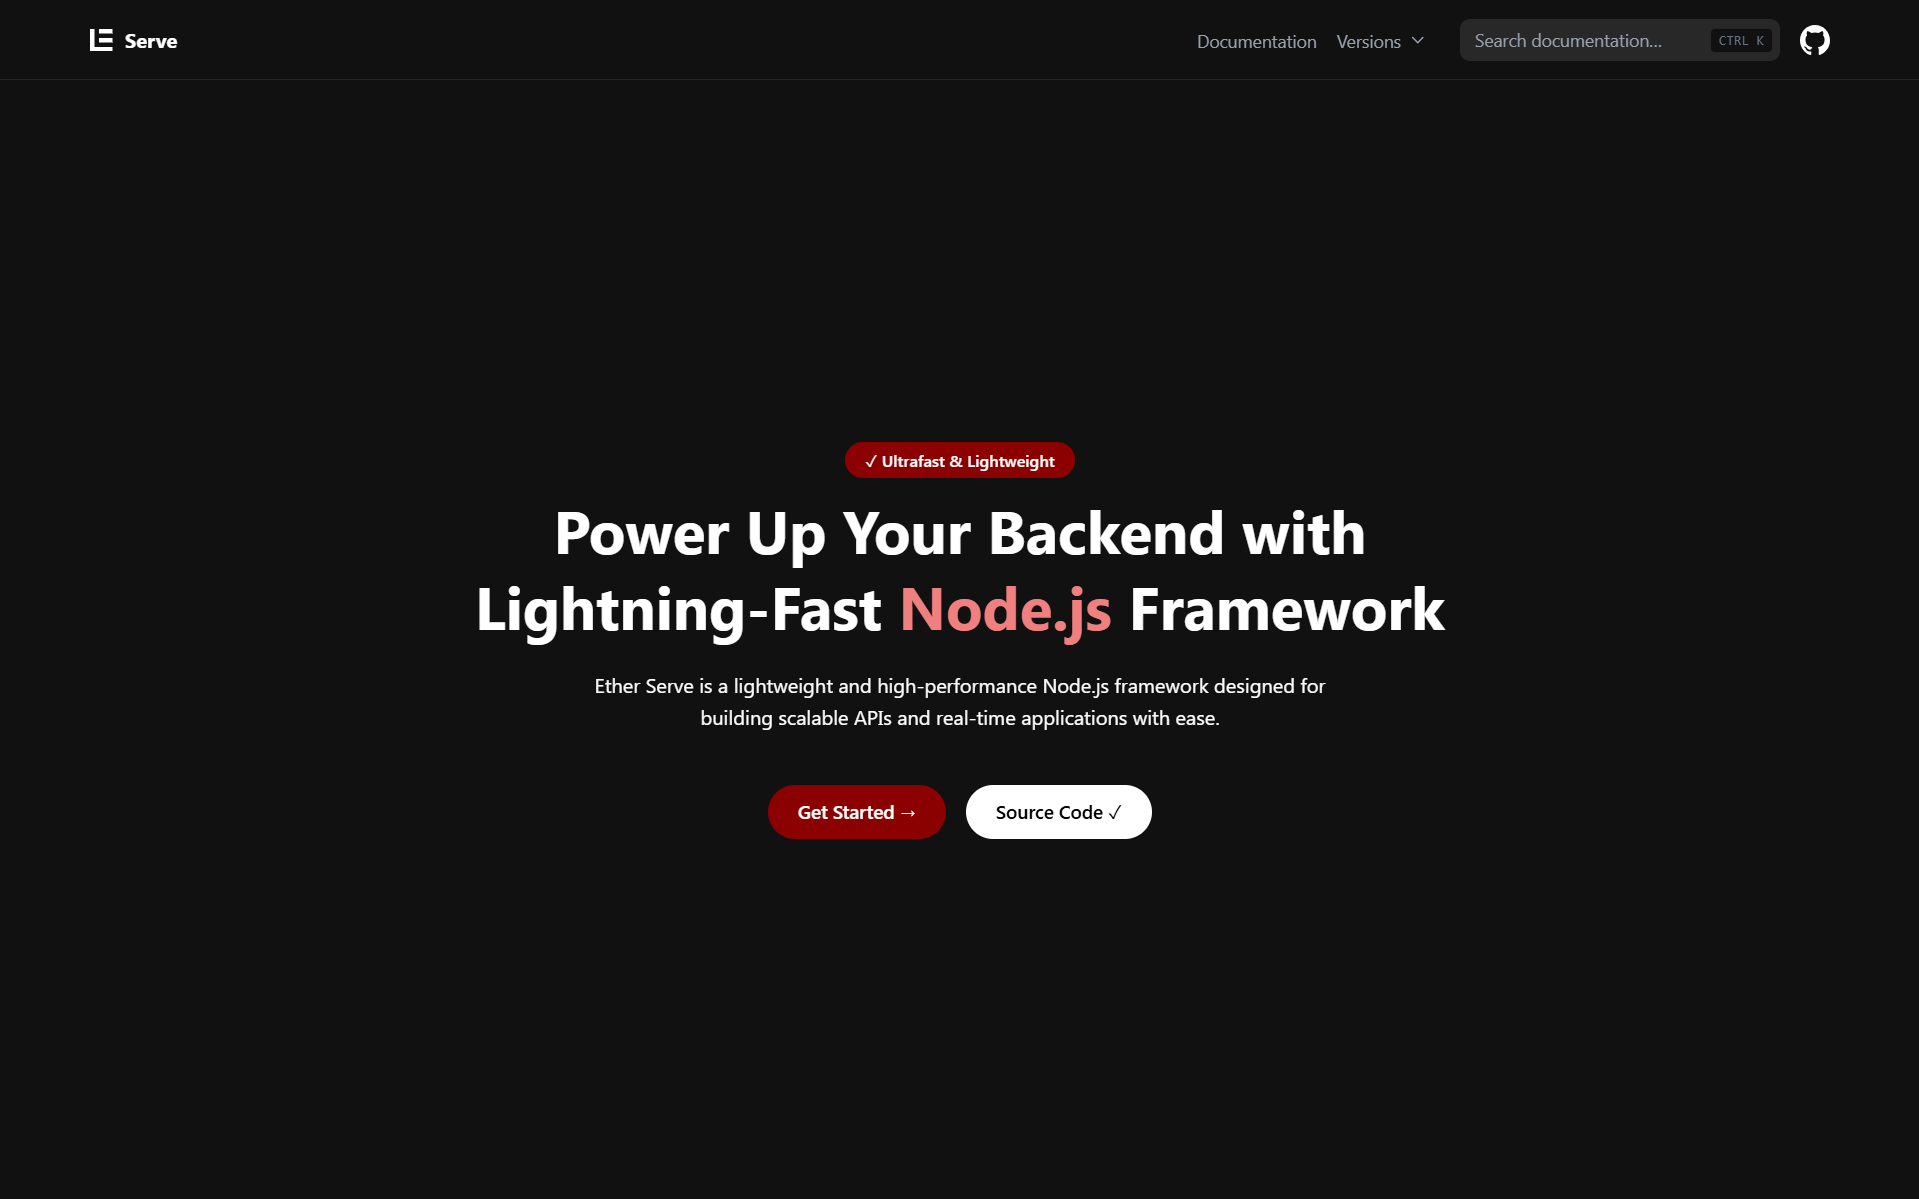 Serve
Documentation
Versions
Search documentation...
CTRL K
✓ Ultrafast & Lightweight
Power Up Your Backend with
Lightning-Fast Node.js Framework
Ether Serve is a lightweight and high-performance Node.js framework designed for
building scalable APIs and real-time applications with ease.
Get Started →
Source Code ✓